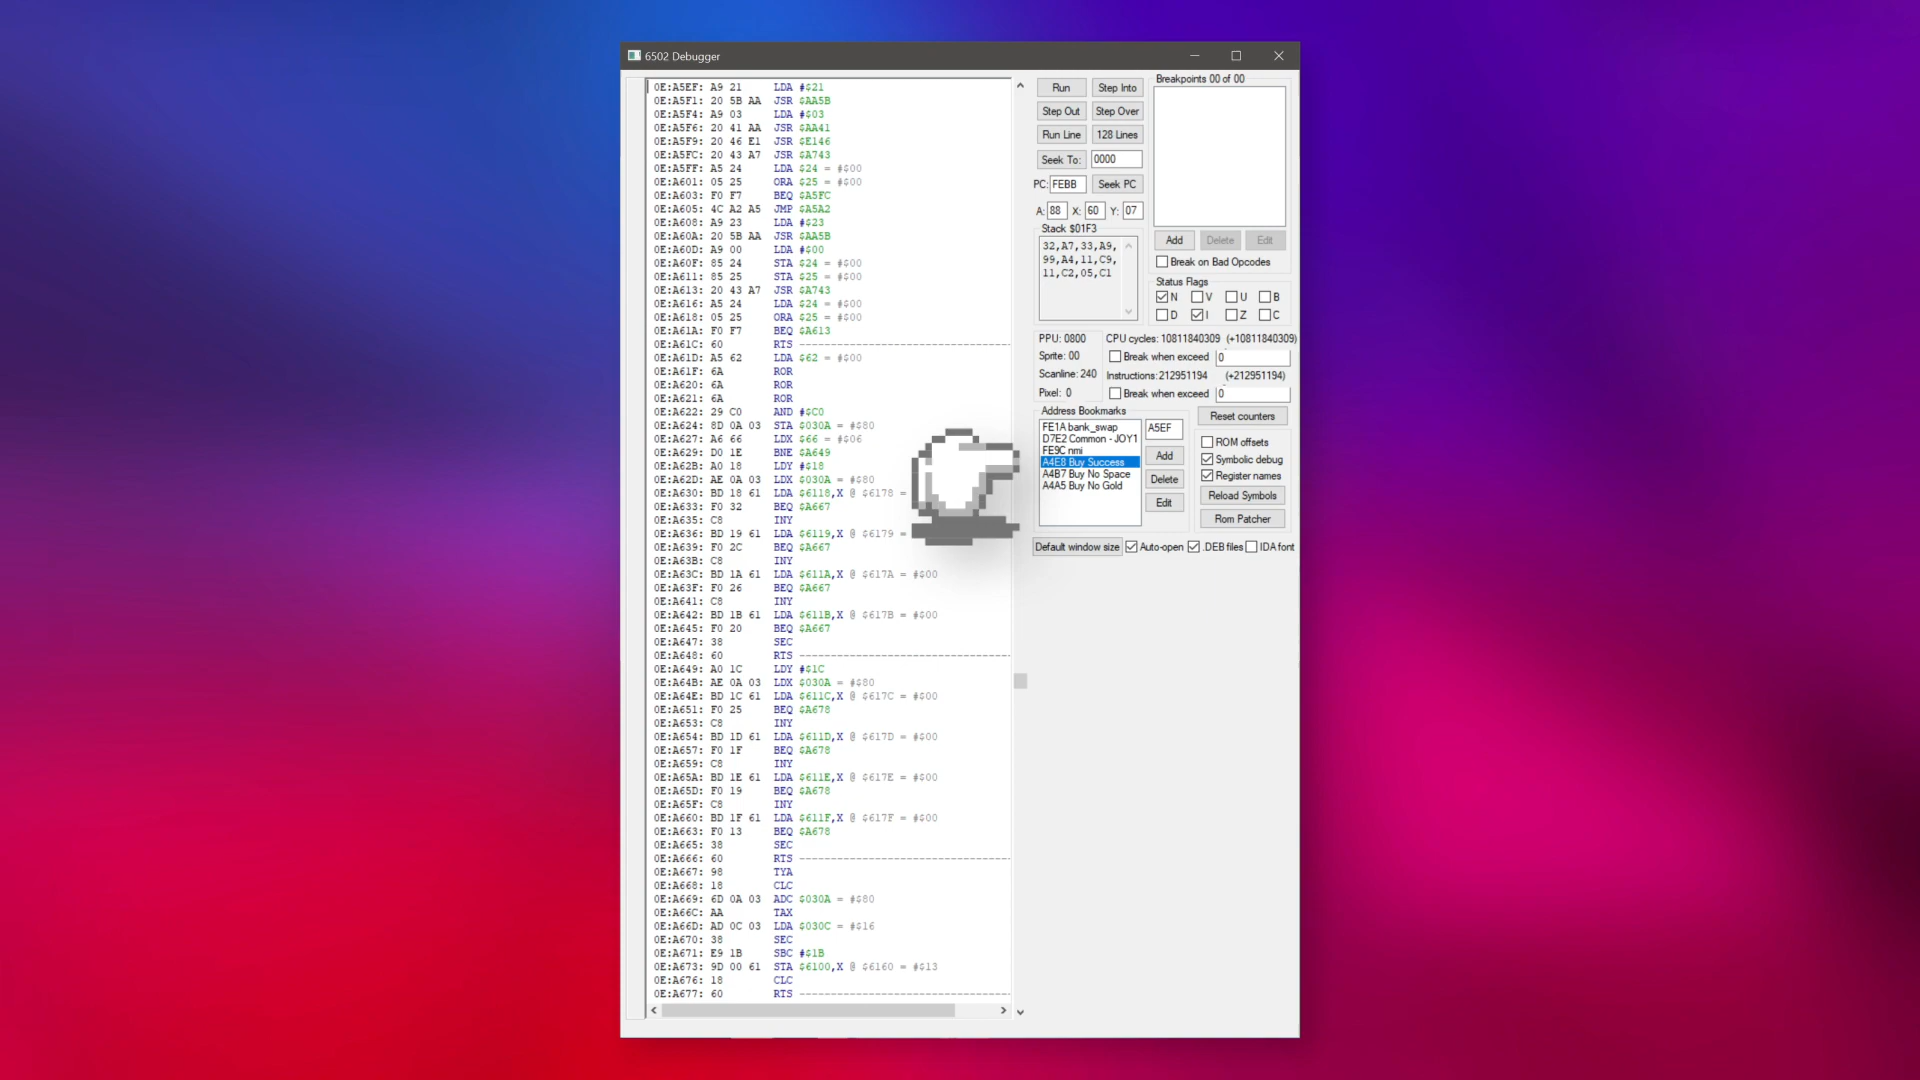 6502 Debugger
0E:A5EF: A9 21 LDA #$21
0E:A5F1: 20 5B AA JSR $AA5B
0E:A5F4: A9 03 LDA #$03
0E:A5F6: 20 41 AA JSR $AA41
0E:A5F9: 20 46 E1 JSR $E146
0E:A5FC: 20 43 A7 JSR $A743
0E:A5FF: A5 24 LDA $24 = #$00
0E:A601: 05 25 ORA $25 = #$00
0E:A603: F0 F7 BEQ $A5FC
0E:A605: 4C A2 A5 JMP $A5A2
0E:A608: A9 23 LDA #$23
0E:A60A: 20 5B AA JSR $AA5B
0E:A60D: A9 00 LDA #$00
0E:A60F: 85 24 STA $24 = #$00
0E:A611: 85 25 STA $25 = #$00
0E:A613: 20 43 A7 JSR $A743
0E:A616: A5 24 LDA $24 = #$00
0E:A618: 05 25 ORA $25 = #$00
0E:A61A: F0 F7 BEQ $A613
0E:A61C: 60 RTS ----------------------------------
0E:A61D: A5 62 LDA $62 = #$00
0E:A61F: 6A ROR
0E:A620: 6A ROR
0E:A621: 6A ROR
0E:A622: 29 C0 AND #$C0
0E:A624: 8D 0A 03 STA $030A = #$80
0E:A627: A6 66 LDX $66 = #$06
0E:A629: D0 1E BNE $A649
0E:A62B: A0 18 LDY #$18
0E:A62D: AE 0A 03 LDX $030A = #$80
0E:A630: BD 18 61 LDA $6118,X @ $6178 =
0E:A633: F0 32 BEQ $A667
0E:A635: C8 INY
0E:A636: BD 19 61 LDA $6119,X @ $6179 =
0E:A639: F0 2C BEQ $A667
0E:A63B: C8 INY
0E:A63C: BD 1A 61 LDA $611A,X @ $617A = #$00
0E:A63F: F0 26 BEQ $A667
0E:A641: C8 INY
0E:A642: BD 1B 61 LDA $611B,X @ $617B = #$00
0E:A645: F0 20 BEQ $A667
0E:A647: 38 SEC
0E:A648: 60 RTS ----------------------------------
0E:A649: A0 1C LDY #$1C
0E:A64B: AE 0A 03 LDX $030A = #$80
0E:A64E: BD 1C 61 LDA $611C,X @ $617C = #$00
0E:A651: F0 25 BEQ $A678
0E:A653: C8 INY
0E:A654: BD 1D 61 LDA $611D,X @ $617D = #$00
0E:A657: F0 1F BEQ $A678
0E:A659: C8 INY
0E:A65A: BD 1E 61 LDA $611E,X @ $617E = #$00
0E:A65D: F0 19 BEQ $A678
0E:A65F: C8 INY
0E:A660: BD 1F 61 LDA $611F,X @ $617F = #$00
0E:A663: F0 13 BEQ $A678
0E:A665: 38 SEC
0E:A666: 60 RTS ----------------------------------
0E:A667: 98 TYA
0E:A668: 18 CLC
0E:A669: 6D 0A 03 ADC $030A = #$80
0E:A66C: AA TAX
0E:A66D: AD 0C 03 LDA $030C = #$16
0E:A670: 38 SEC
0E:A671: E9 1B SBC #$1B
0E:A673: 9D 00 61 STA $6100,X @ $6160 = #$13
0E:A676: 18 CLC
0E:A677: 60 RTS ----------------------------------
Run Step Into
Step Out Step Over
Run Line 128 Lines
Seek To: 0000
PC: FEBB Seek PC
A: 88 X: 60 Y: 07
Stack $01F3
32,A7,33,A9,
99,A4,11,C9,
11,C2,05,C1
Breakpoints 00 of 00
Add Delete Edit
Break on Bad Opcodes
Status Flags
N V U B
D I Z C
PPU: 0800 CPU cycles: 10811840309 (+10811840309)
Sprite: 00 Break when exceed 0
Scanline: 240 Instructions: 212951194 (+212951194)
Pixel: 0 Break when exceed 0
Address Bookmarks
FE1A bank_swap
D7E2 Common - JOY1
FE9C nmi
A4E8 Buy Success
A4B7 Buy No Space
A4A5 Buy No Gold
A5EF
Add
Delete
Edit
Reset counters
ROM offsets
Symbolic debug
Register names
Reload Symbols
Rom Patcher
Default window size Auto-open .DEB files IDA font